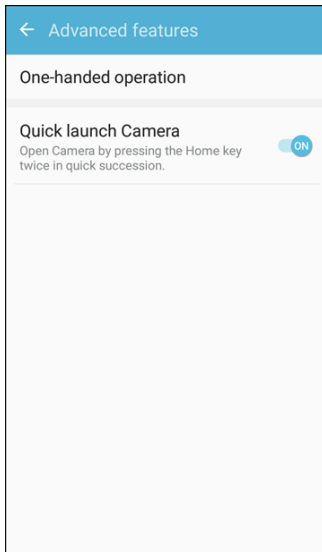 Advanced features
One-handed operation
Quick launch Camera
Open Camera by pressing the Home key
twice in quick succession.
ON